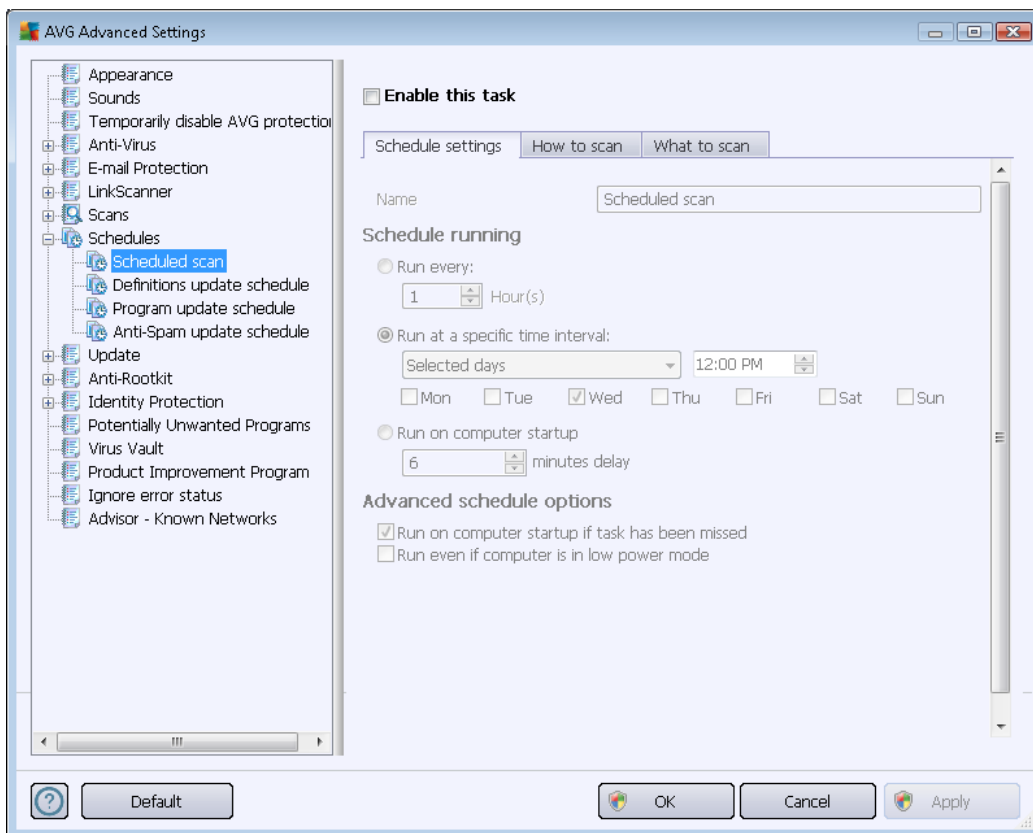 AVG Advanced Settings
Appearance
Sounds
Temporarily disable AVG protection
Anti-Virus
E-mail Protection
LinkScanner
Scans
Schedules
Scheduled scan
Definitions update schedule
Program update schedule
Anti-Spam update schedule
Update
Anti-Rootkit
Identity Protection
Potentially Unwanted Programs
Virus Vault
Product Improvement Program
Ignore error status
Advisor - Known Networks
Enable this task
Schedule settings How to scan What to scan
Name Scheduled scan
Schedule running
Run every:
1 Hour(s)
Run at a specific time interval:
Selected days 12:00 PM
Mon Tue Wed Thu Fri Sat Sun
Run on computer startup
6 minutes delay
Advanced schedule options
Run on computer startup if task has been missed
Run even if computer is in low power mode
? Default OK Cancel Apply